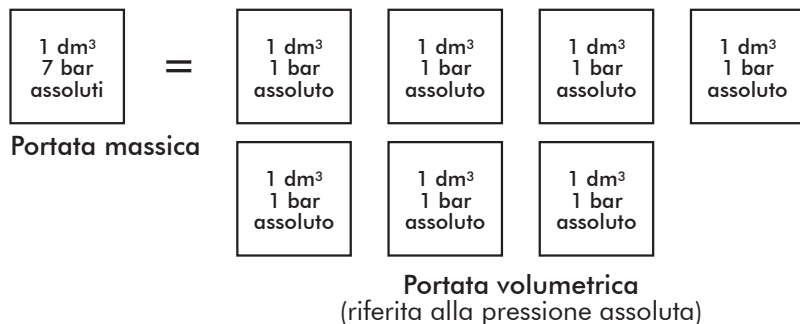 1 dm³
7 bar
assoluti
=
1 dm³
1 bar
assoluto
1 dm³
1 bar
assoluto
1 dm³
1 bar
assoluto
1 dm³
1 bar
assoluto
Portata massica
1 dm³
1 bar
assoluto
1 dm³
1 bar
assoluto
1 dm³
1 bar
assoluto
Portata volumetrica
(riferita alla pressione assoluta)